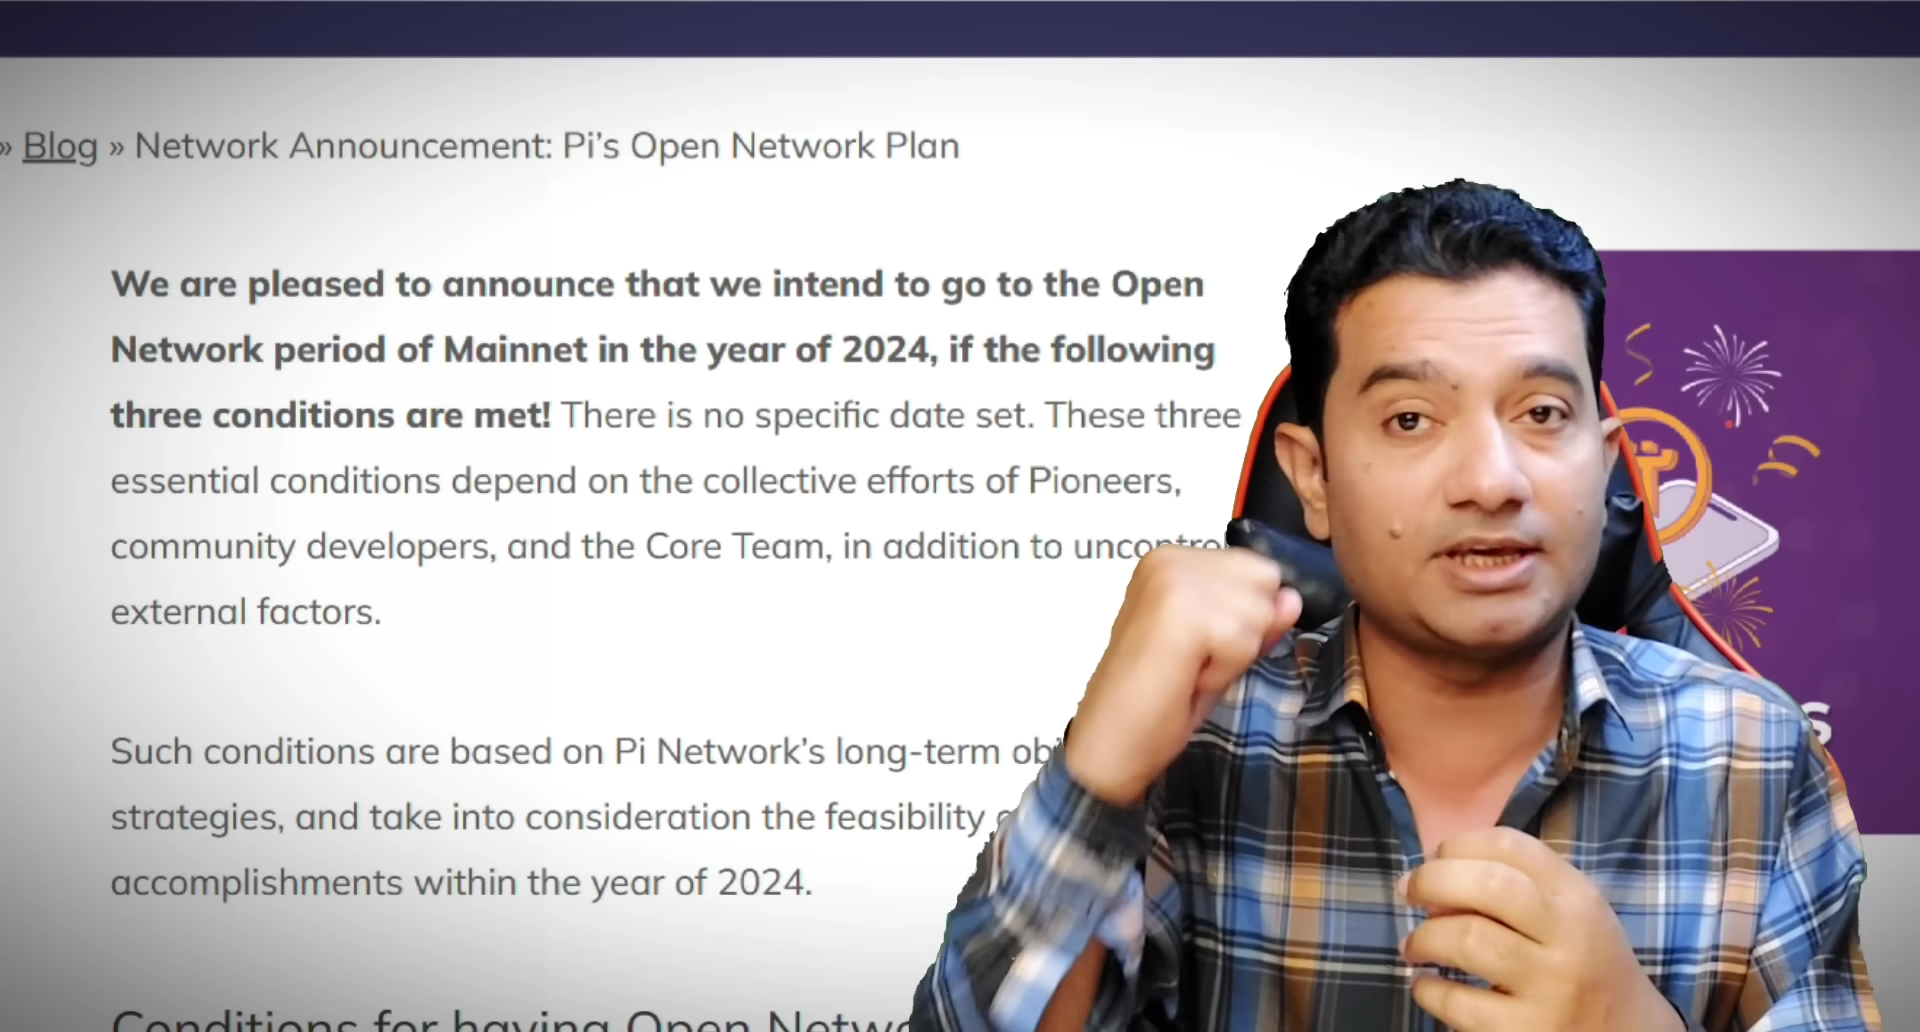 » Blog » Network Announcement: Pi's Open Network Plan
We are pleased to announce that we intend to go to the Open
Network period of Mainnet in the year of 2024, if the following
three conditions are met! There is no specific date set. These three
essential conditions depend on the collective efforts of Pioneers,
community developers, and the Core Team, in addition to
external factors.
Such conditions are based on Pi Network's long-term
strategies, and take into consideration the feasibility
accomplishments within the year of 2024.
Conditions for having Open